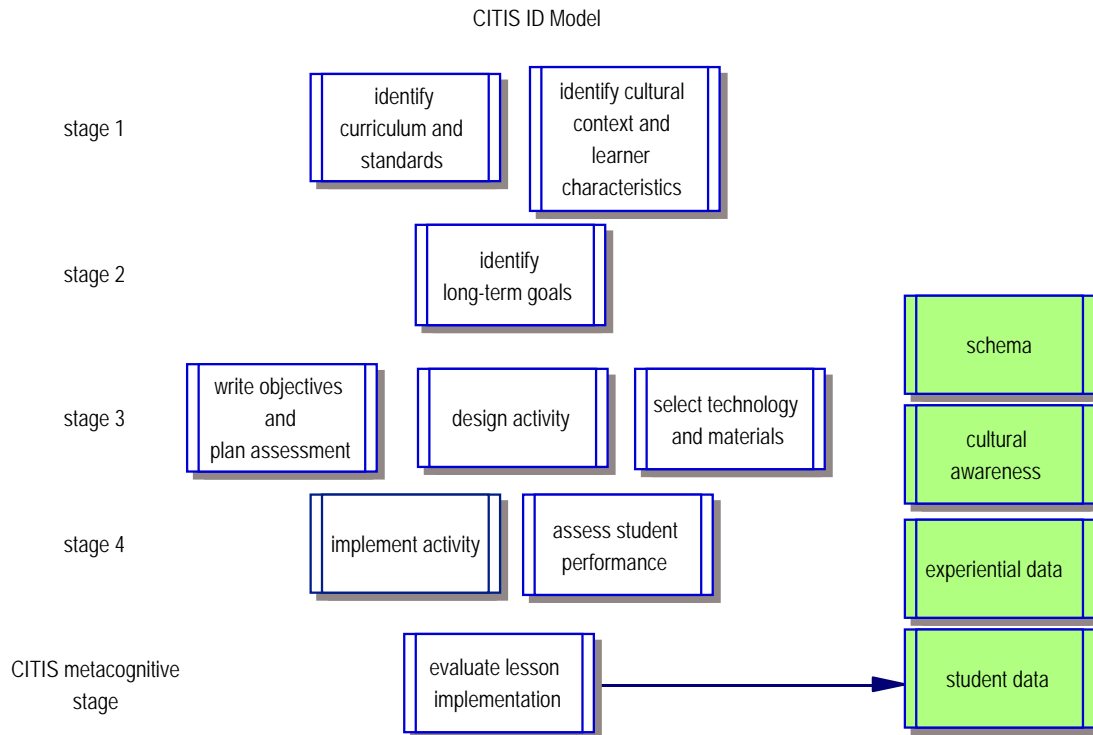 CITIS ID Model
stage 1
identify
curriculum and
standards
identify cultural
context and
learner
characteristics
stage 2
identify
long-term goals
schema
stage 3
write objectives
and
plan assessment
design activity
select technology
and materials
cultural
awareness
stage 4
implement activity
assess student
performance
experiential data
CITIS metacognitive
stage
evaluate lesson
implementation
student data